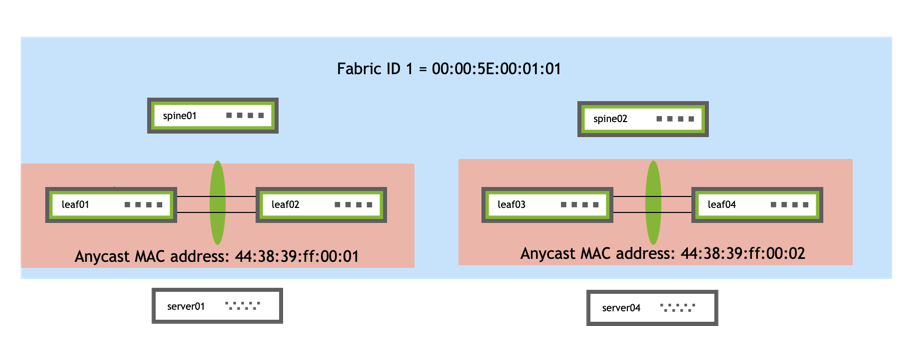 Fabric ID 1 = 00:00:5E:00:01:01
spine01
spine02
leaf01
leaf02
leaf03
leaf04
Anycast MAC address: 44:38:39:ff:00:01
Anycast MAC address: 44:38:39:ff:00:02
server01
server04